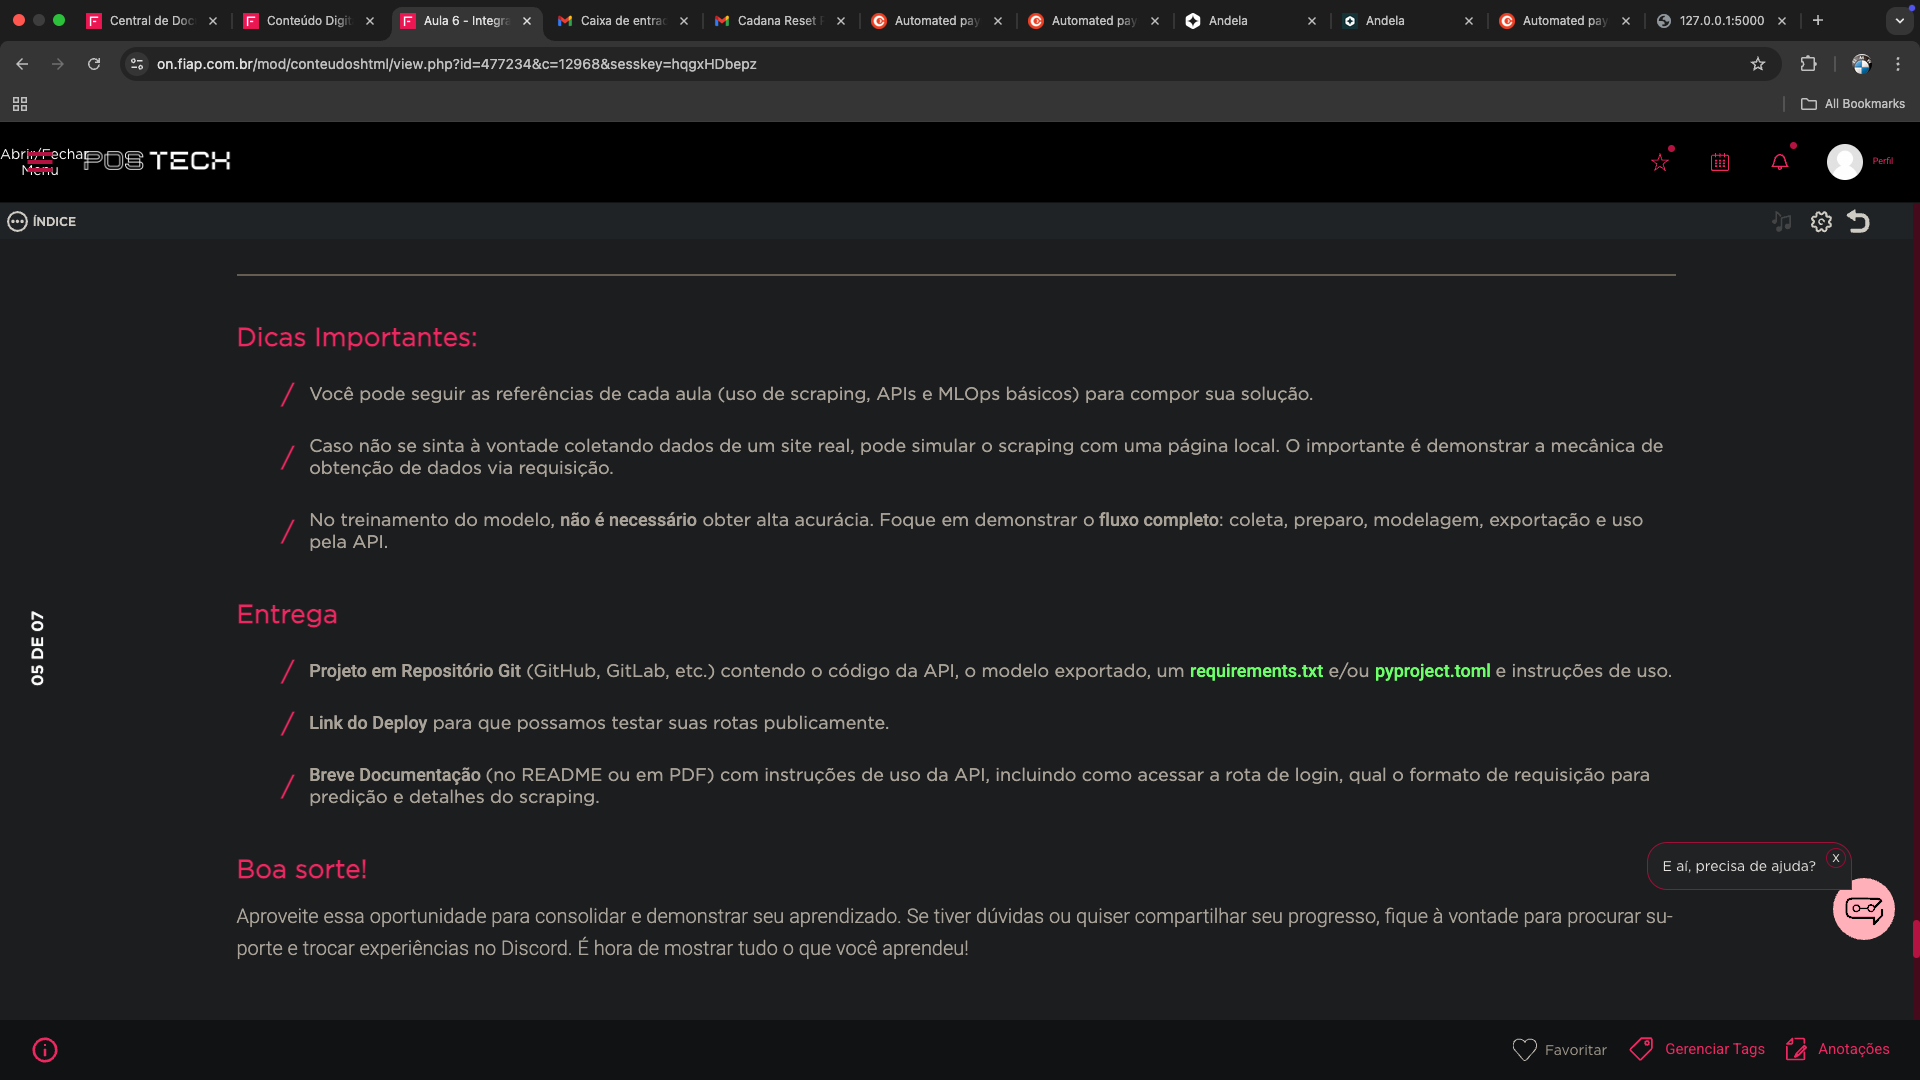 Central de Doc
Conteúdo Digit
Aula 6 - Integra
Caixa de entrad
Cadana Reset P
Automated pay
Automated pay
Andela
Andela
Automated pay
127.0.0.1:5000
on.fiap.com.br/mod/conteudoshtml/view.php?id=477234&c=12968&sesskey=hqgxHDbepz
All Bookmarks
Abrir/Fechar
Menu
POS TECH
Perfil
ÍNDICE
Dicas Importantes:
Você pode seguir as referências de cada aula (uso de scraping, APIs e MLOps básicos) para compor sua solução.
Caso não se sinta à vontade coletando dados de um site real, pode simular o scraping com uma página local. O importante é demonstrar a mecânica de
obtenção de dados via requisição.
No treinamento do modelo, não é necessário obter alta acurácia. Foque em demonstrar o fluxo completo: coleta, preparo, modelagem, exportação e uso
pela API.
05 DE 07
Entrega
Projeto em Repositório Git (GitHub, GitLab, etc.) contendo o código da API, o modelo exportado, um requirements.txt e/ou pyproject.toml e instruções de uso.
Link do Deploy para que possamos testar suas rotas publicamente.
Breve Documentação (no README ou em PDF) com instruções de uso da API, incluindo como acessar a rota de login, qual o formato de requisição para
predição e detalhes do scraping.
Boa sorte!
E aí, precisa de ajuda?
X
Aproveite essa oportunidade para consolidar e demonstrar seu aprendizado. Se tiver dúvidas ou quiser compartilhar seu progresso, fique à vontade para procurar su-
porte e trocar experiências no Discord. É hora de mostrar tudo o que você aprendeu!
Favoritar
Gerenciar Tags
Anotações